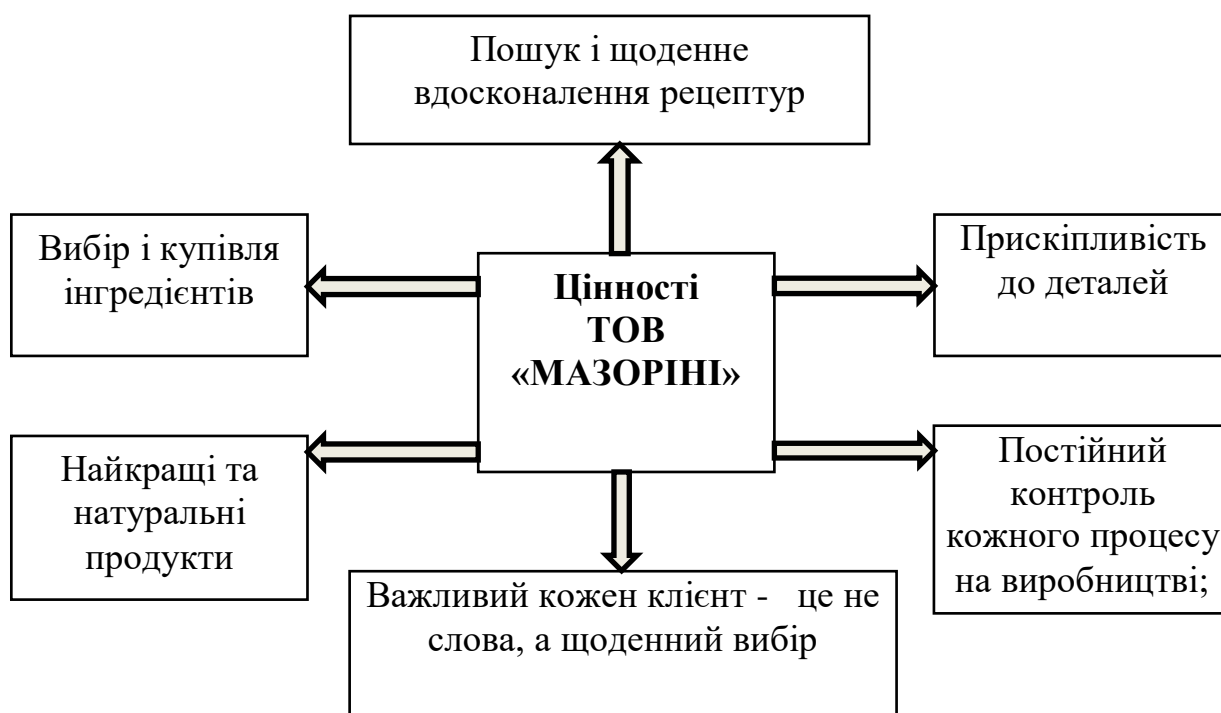 Пошук і щоденне
вдосконалення рецептур
Вибір і купівля
інгредієнтів
Прискіпливість
до деталей
Цінності
ТОВ
«МАЗОРІНІ»
Найкращі та
натуральні
продукти
Постійний
контроль
кожного процесу
на виробництві;
Важливий кожен клієнт - це не
слова, а щоденний вибір